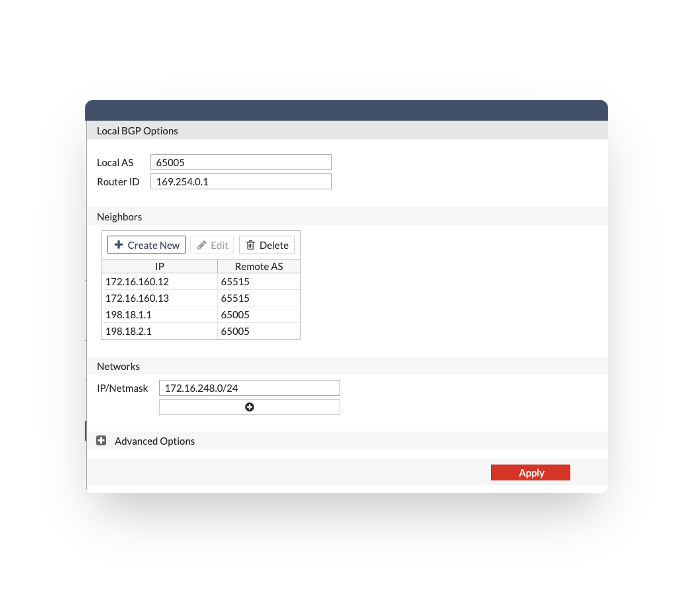 Local BGP Options
Local AS 65005
Router ID 169.254.0.1
Neighbors
Create New Edit Delete
IP Remote AS
172.16.160.12 65515
172.16.160.13 65515
198.18.1.1 65005
198.18.2.1 65005
Networks
IP/Netmask 172.16.248.0/24
Advanced Options
Apply